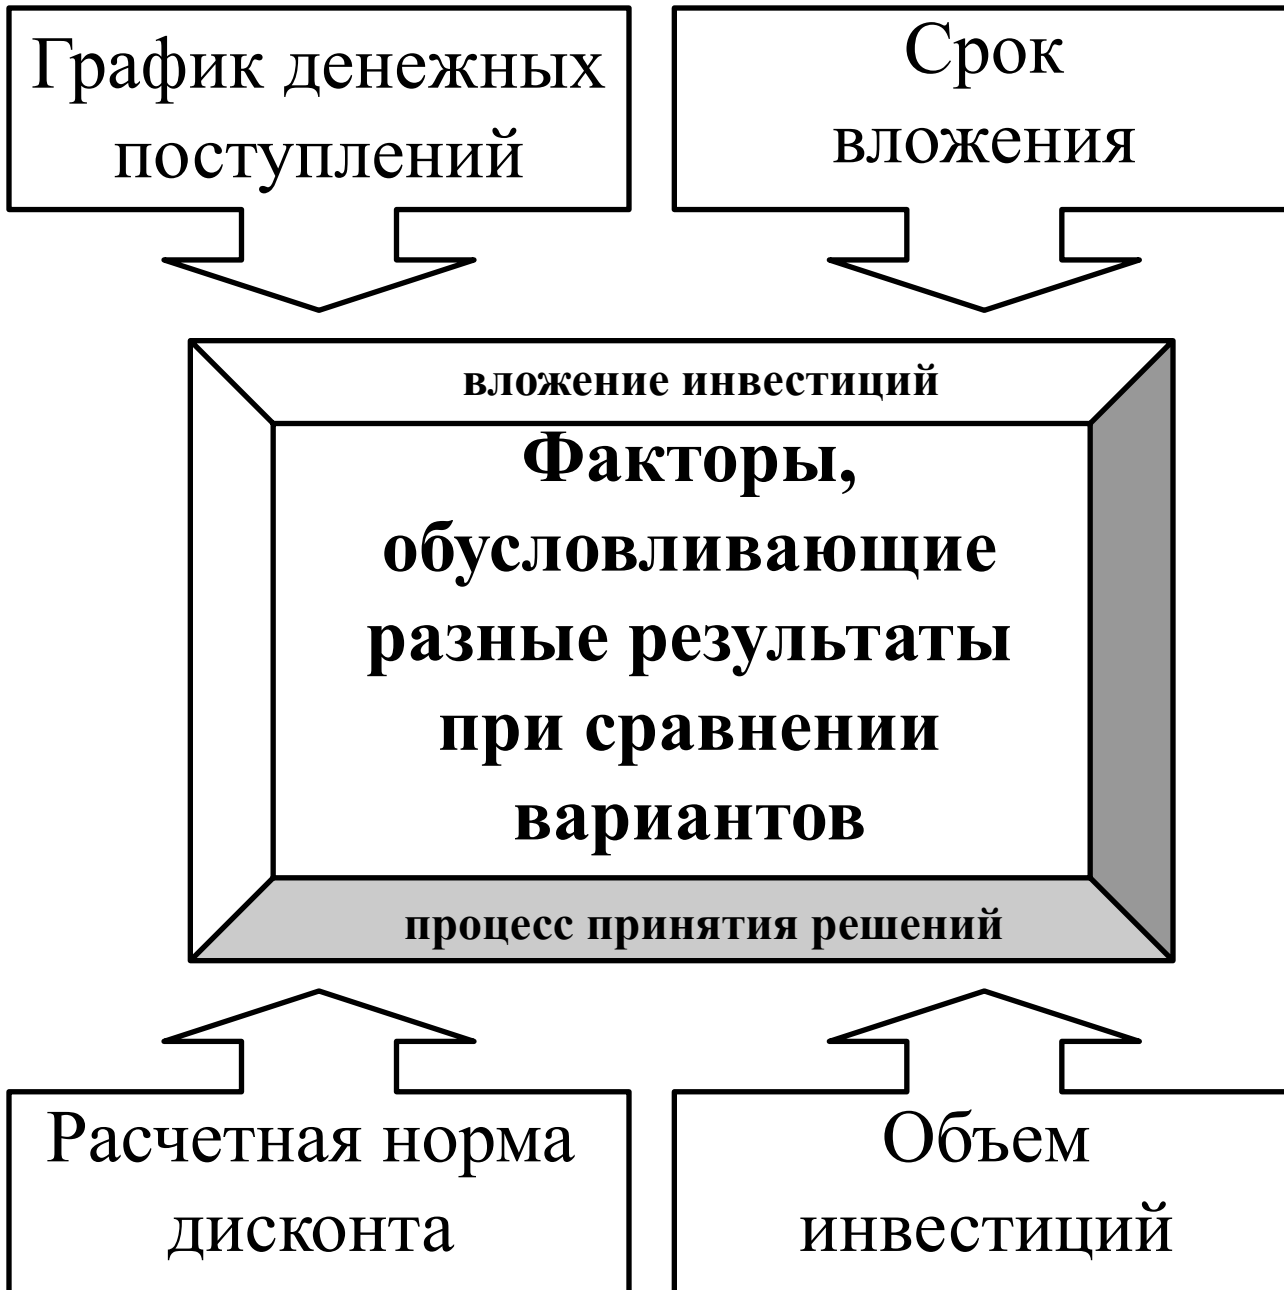 График денежных
поступлений
Срок
вложения
вложение инвестиций
Факторы,
обусловливающие
разные результаты
при сравнении
вариантов
процесс принятия решений
Расчетная норма
дисконта
Объем
инвестиций